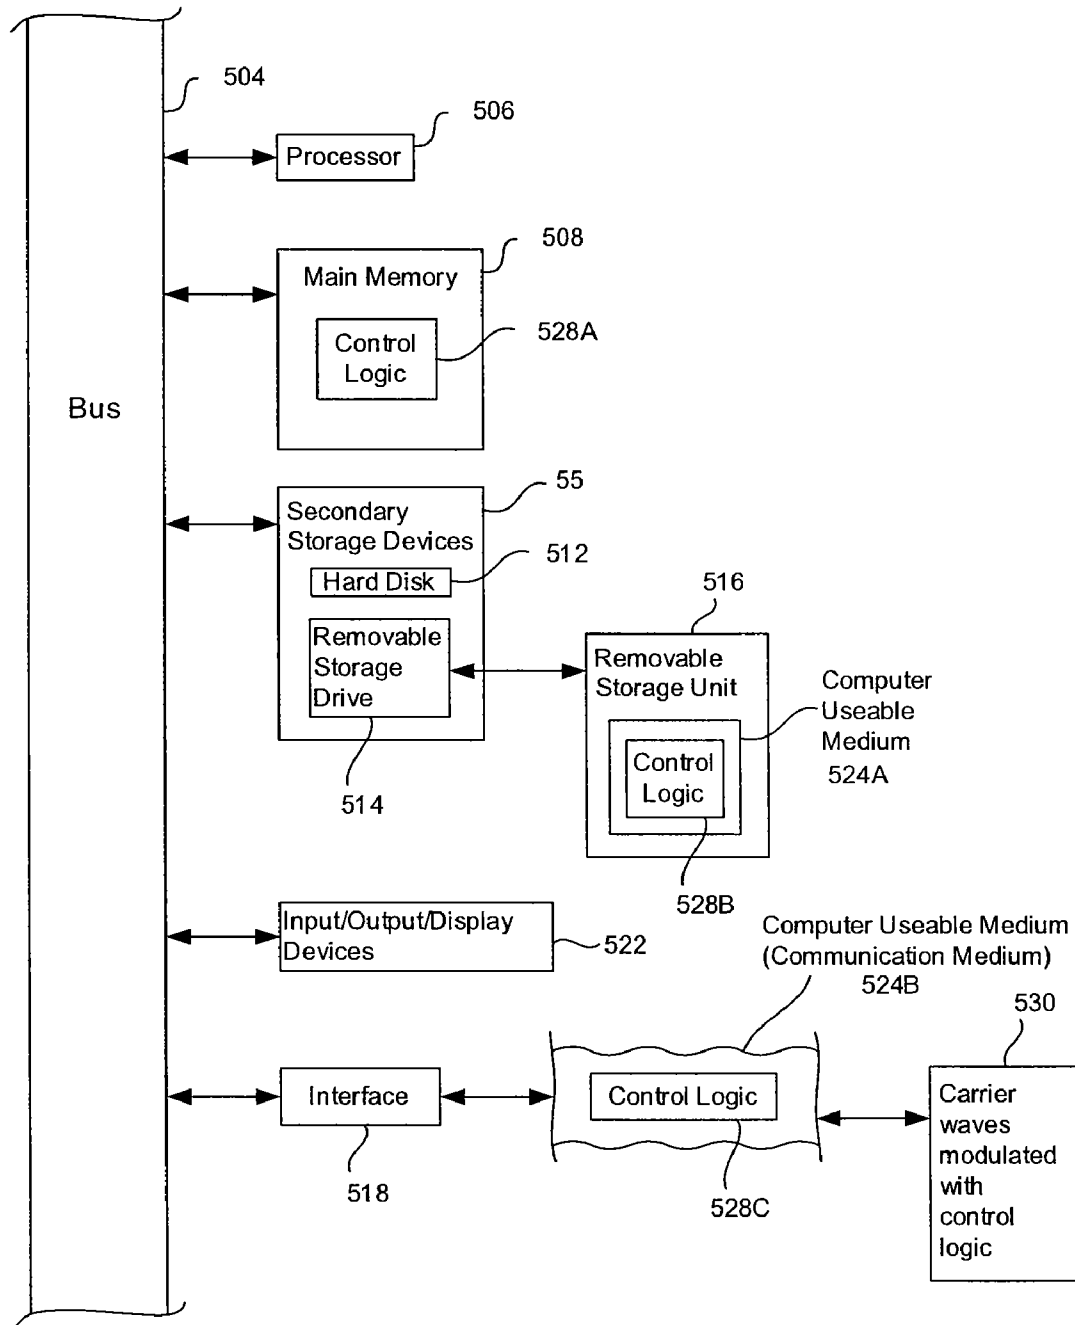 504
506
Processor
508
Main Memory
528A
Control
Logic
Bus
55
Secondary
Storage Devices
512
Hard Disk
516
Removable
Storage
Drive
Removable
Storage Unit
Computer
Useable
Medium
524A
Control
Logic
514
528B
Input/Output/Display
Devices
522
Computer Useable Medium
(Communication Medium)
524B
530
Interface
Control Logic
Carrier
waves
modulated
with
control
logic
518
528C